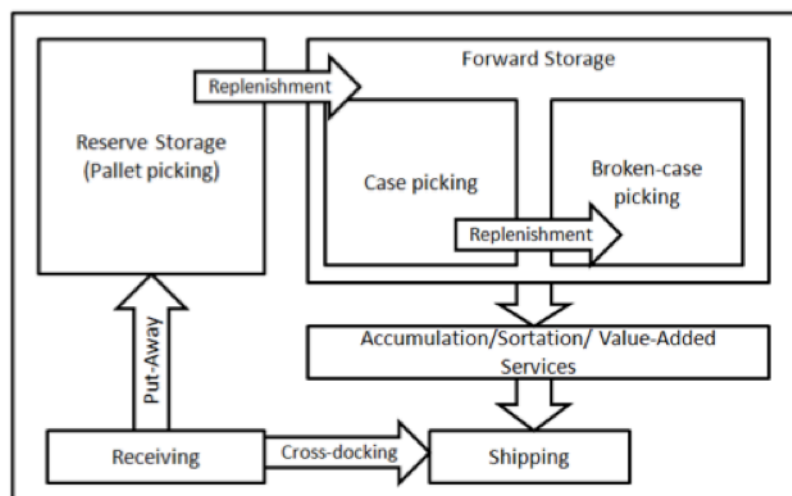 Forward Storage
Replenishment
Reserve Storage
(Pallet picking)
Case picking
Broken-case
picking
Replenishment
Put-Away
Accumulation/Sortation/ Value-Added
Services
Receiving
Cross-docking
Shipping